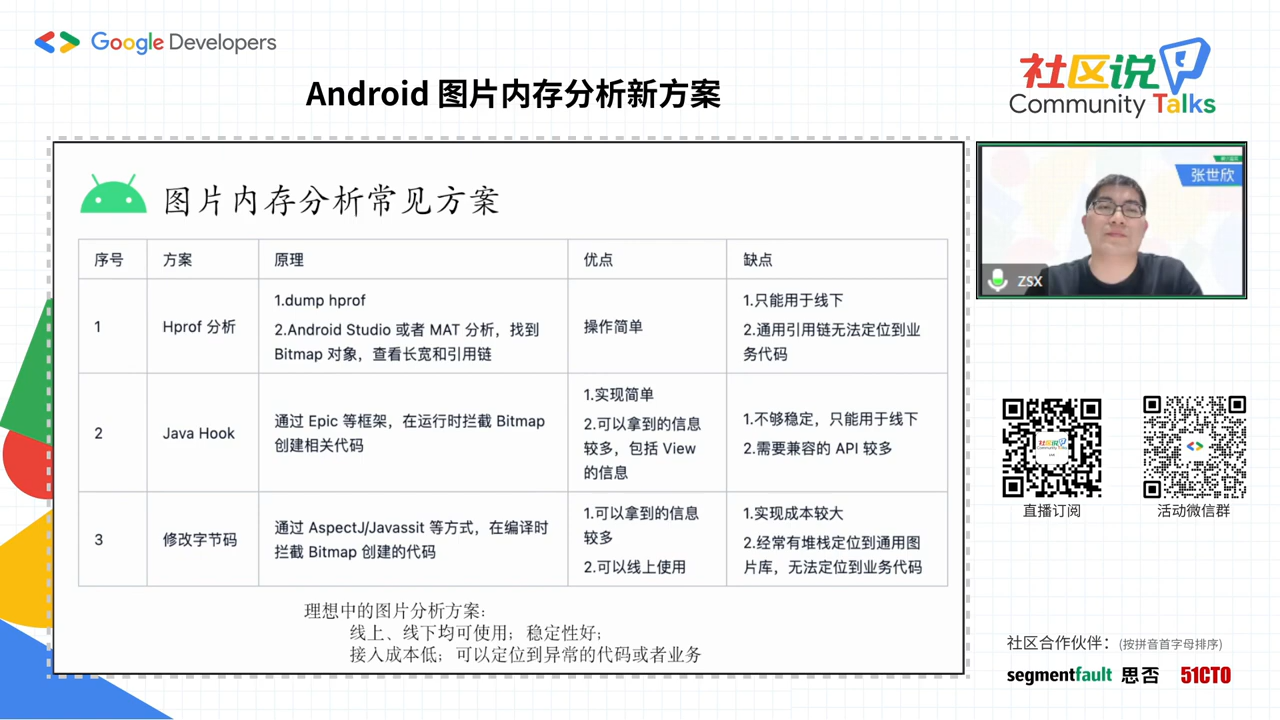 Google Developers
社区说
Community Talks
Android 图片内存分析新方案
图片内存分析常见方案
序号 方案 原理 优点 缺点
1 Hprof 分析
1.dump hprof
2.Android Studio 或者 MAT 分析，找到
Bitmap 对象，查看长宽和引用链
操作简单
1.只能用于线下
2.通用引用链无法定位到业
务代码
2 Java Hook
通过 Epic 等框架，在运行时拦截 Bitmap
创建相关代码
1.实现简单
2.可以拿到的信息
较多，包括 View
的信息
1.不够稳定，只能用于线下
2.需要兼容的 API 较多
3 修改字节码
通过 AspectJ/Javassit 等方式，在编译时
拦截 Bitmap 创建的代码
1.可以拿到的信息
较多
2.可以线上使用
1.实现成本较大
2.经常有堆栈定位到通用图
片库，无法定位到业务代码
理想中的图片分析方案：
线上、线下均可使用；稳定性好；
接入成本低；可以定位到异常的代码或者业务
张世欣
ZSX
直播订阅
活动微信群
社区合作伙伴：(按拼音首字母排序)
segmentfault 思否 51CTO